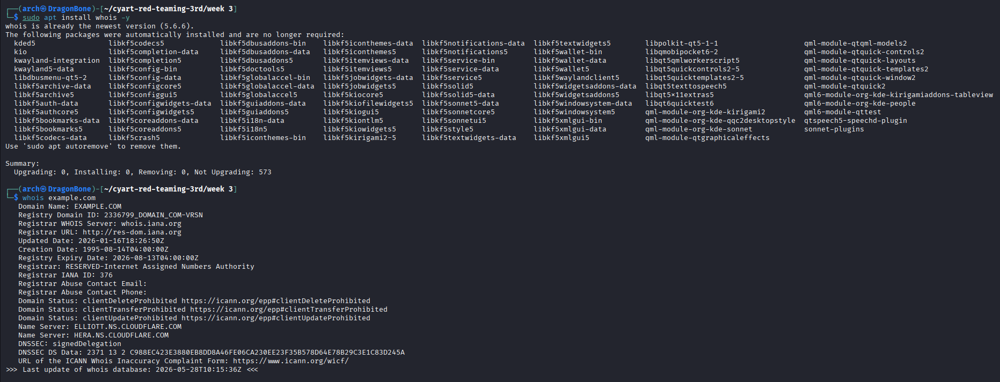 ┌──(arch㉿DragonBone)-[~/cyart-red-teaming-3rd/week 3]
└─$ sudo apt install whois -y
whois is already the newest version (5.6.6).
The following packages were automatically installed and are no longer required:
kded5 libkf5codecs5 libkf5dbusaddons-bin libkf5iconthemes-data libkf5notifications-data libkf5textwidgets5 libpolkit-qt5-1-1 qml-module-qtqml-models2
kio libkf5completion-data libkf5dbusaddons-data libkf5iconthemes5 libkf5notifications5 libkf5wallet-bin libqmobipocket6-2 qml-module-qtquick-controls2
kwayland-integration libkf5completion5 libkf5dbusaddons5 libkf5itemviews-data libkf5service-bin libkf5wallet-data libqt5qmlworkerscript5 qml-module-qtquick-layouts
kwayland5-data libkf5config-bin libkf5doctools5 libkf5itemviews5 libkf5service-data libkf5wallet5 libqt5quickcontrols2-5 qml-module-qtquick-templates2
libdbusmenu-qt5-2 libkf5config-data libkf5globalaccel-bin libkf5jobwidgets-data libkf5service5 libkf5waylandclient5 libqt5quicktemplates2-5 qml-module-qtquick-window2
libkf5archive-data libkf5configcore5 libkf5globalaccel-data libkf5jobwidgets5 libkf5solid5 libkf5widgetsaddons-data libqt5texttospeech5 qml-module-qtquick2
libkf5archive5 libkf5configgui5 libkf5globalaccel5 libkf5kiocore5 libkf5solid5-data libkf5widgetsaddons5 libqt5×11extras5 qml6-module-org-kde-kirigamiaddons-tableview
libkf5auth-data libkf5configwidgets-data libkf5guiaddons-data libkf5kiofilewidgets5 libkf5sonnet5-data libkf5windowsystem-data libqt6quicktest6 qml6-module-org-kde-people
libkf5authcore5 libkf5configwidgets5 libkf5guiaddons5 libkf5kiogui5 libkf5sonnetcore5 libkf5windowsystem5 qml-module-org-kde-kirigami2 qml6-module-qttest
libkf5bookmarks-data libkf5coreaddons-data libkf5i18n-data libkf5kiontlm5 libkf5sonnetui5 libkf5xmlgui-bin qml-module-org-kde-qqc2desktopstyle qtspeech5-speechd-plugin
libkf5bookmarks5 libkf5coreaddons5 libkf5i18n5 libkf5kiowidgets5 libkf5style5 libkf5xmlgui-data qml-module-org-kde-sonnet sonnet-plugins
libkf5codecs-data libkf5crash5 libkf5iconthemes-bin libkf5kirigami2-5 libkf5textwidgets-data libkf5xmlgui5 qml-module-qtgraphicaleffects
Use 'sudo apt autoremove' to remove them.
Summary:
Upgrading: 0, Installing: 0, Removing: 0, Not Upgrading: 573
┌──(arch㉿DragonBone)-[~/cyart-red-teaming-3rd/week 3]
└─$ whois example.com
Domain Name: EXAMPLE.COM
Registry Domain ID: 2336799_DOMAIN_COM-VRSN
Registrar WHOIS Server: whois.iana.org
Registrar URL: http://res-dom.iana.org
Updated Date: 2026-01-16T18:26:50Z
Creation Date: 1995-08-14T04:00:00Z
Registry Expiry Date: 2026-08-13T04:00:00Z
Registrar: RESERVED-Internet Assigned Numbers Authority
Registrar IANA ID: 376
Registrar Abuse Contact Email:
Registrar Abuse Contact Phone:
Domain Status: clientDeleteProhibited https://icann.org/epp#clientDeleteProhibited
Domain Status: clientTransferProhibited https://icann.org/epp#clientTransferProhibited
Domain Status: clientUpdateProhibited https://icann.org/epp#clientUpdateProhibited
Name Server: ELLIOTT.NS.CLOUDFLARE.COM
Name Server: HERA.NS.CLOUDFLARE.COM
DNSSEC: signedDelegation
DNSSEC DS Data: 2371 13 2 C988EC423E3880EB8DD8A46FE06CA230EE23F35B578D64E78B29C3E1C83D245A
URL of the ICANN Whois Inaccuracy Complaint Form: https://www.icann.org/wicf/
>>> Last update of whois database: 2026-05-28T10:15:36Z <<<